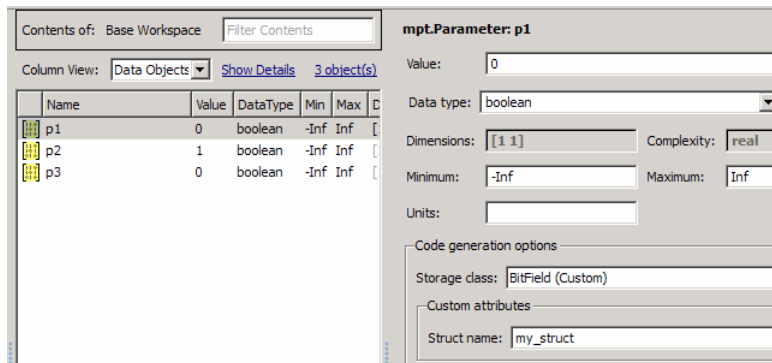 Contents of: Base Workspace Filter Contents
Column View: Data Objects Show Details 3 object(s)
Name Value DataType Min Max D
p1 0 boolean -Inf Inf [
p2 1 boolean -Inf Inf [
p3 0 boolean -Inf Inf [
mpt.Parameter: p1
Value: 0
Data type: boolean
Dimensions: [1 1] Complexity: real
Minimum: -Inf Maximum: Inf
Units:
Code generation options
Storage class: BitField (Custom)
Custom attributes
Struct name: my_struct